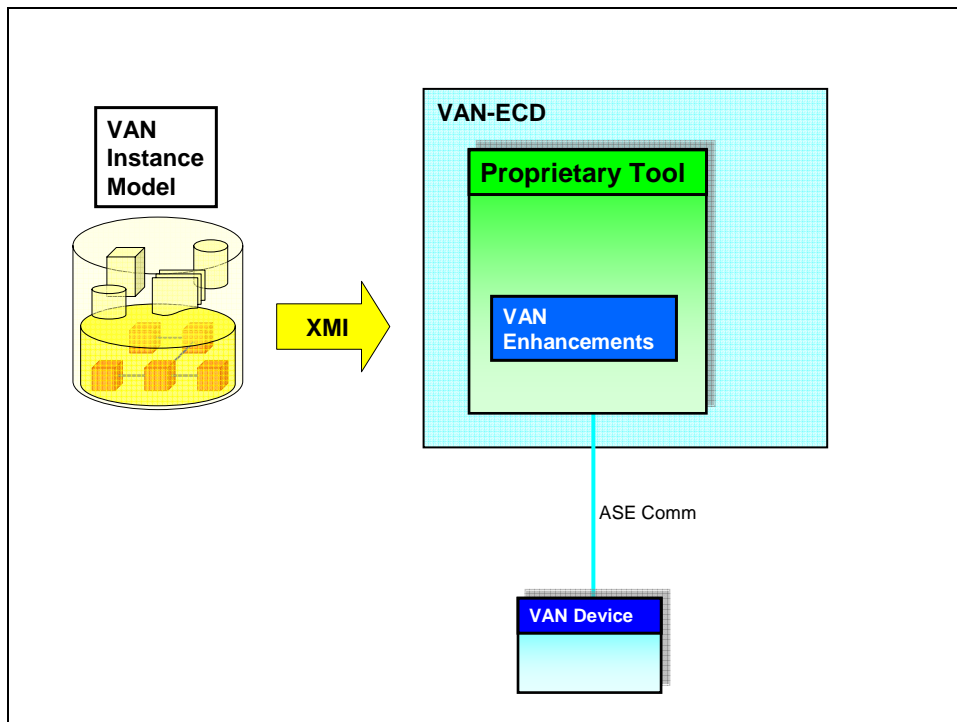 VAN
Instance
Model
XMI
VAN-ECD
Proprietary Tool
VAN
Enhancements
ASE Comm
VAN Device